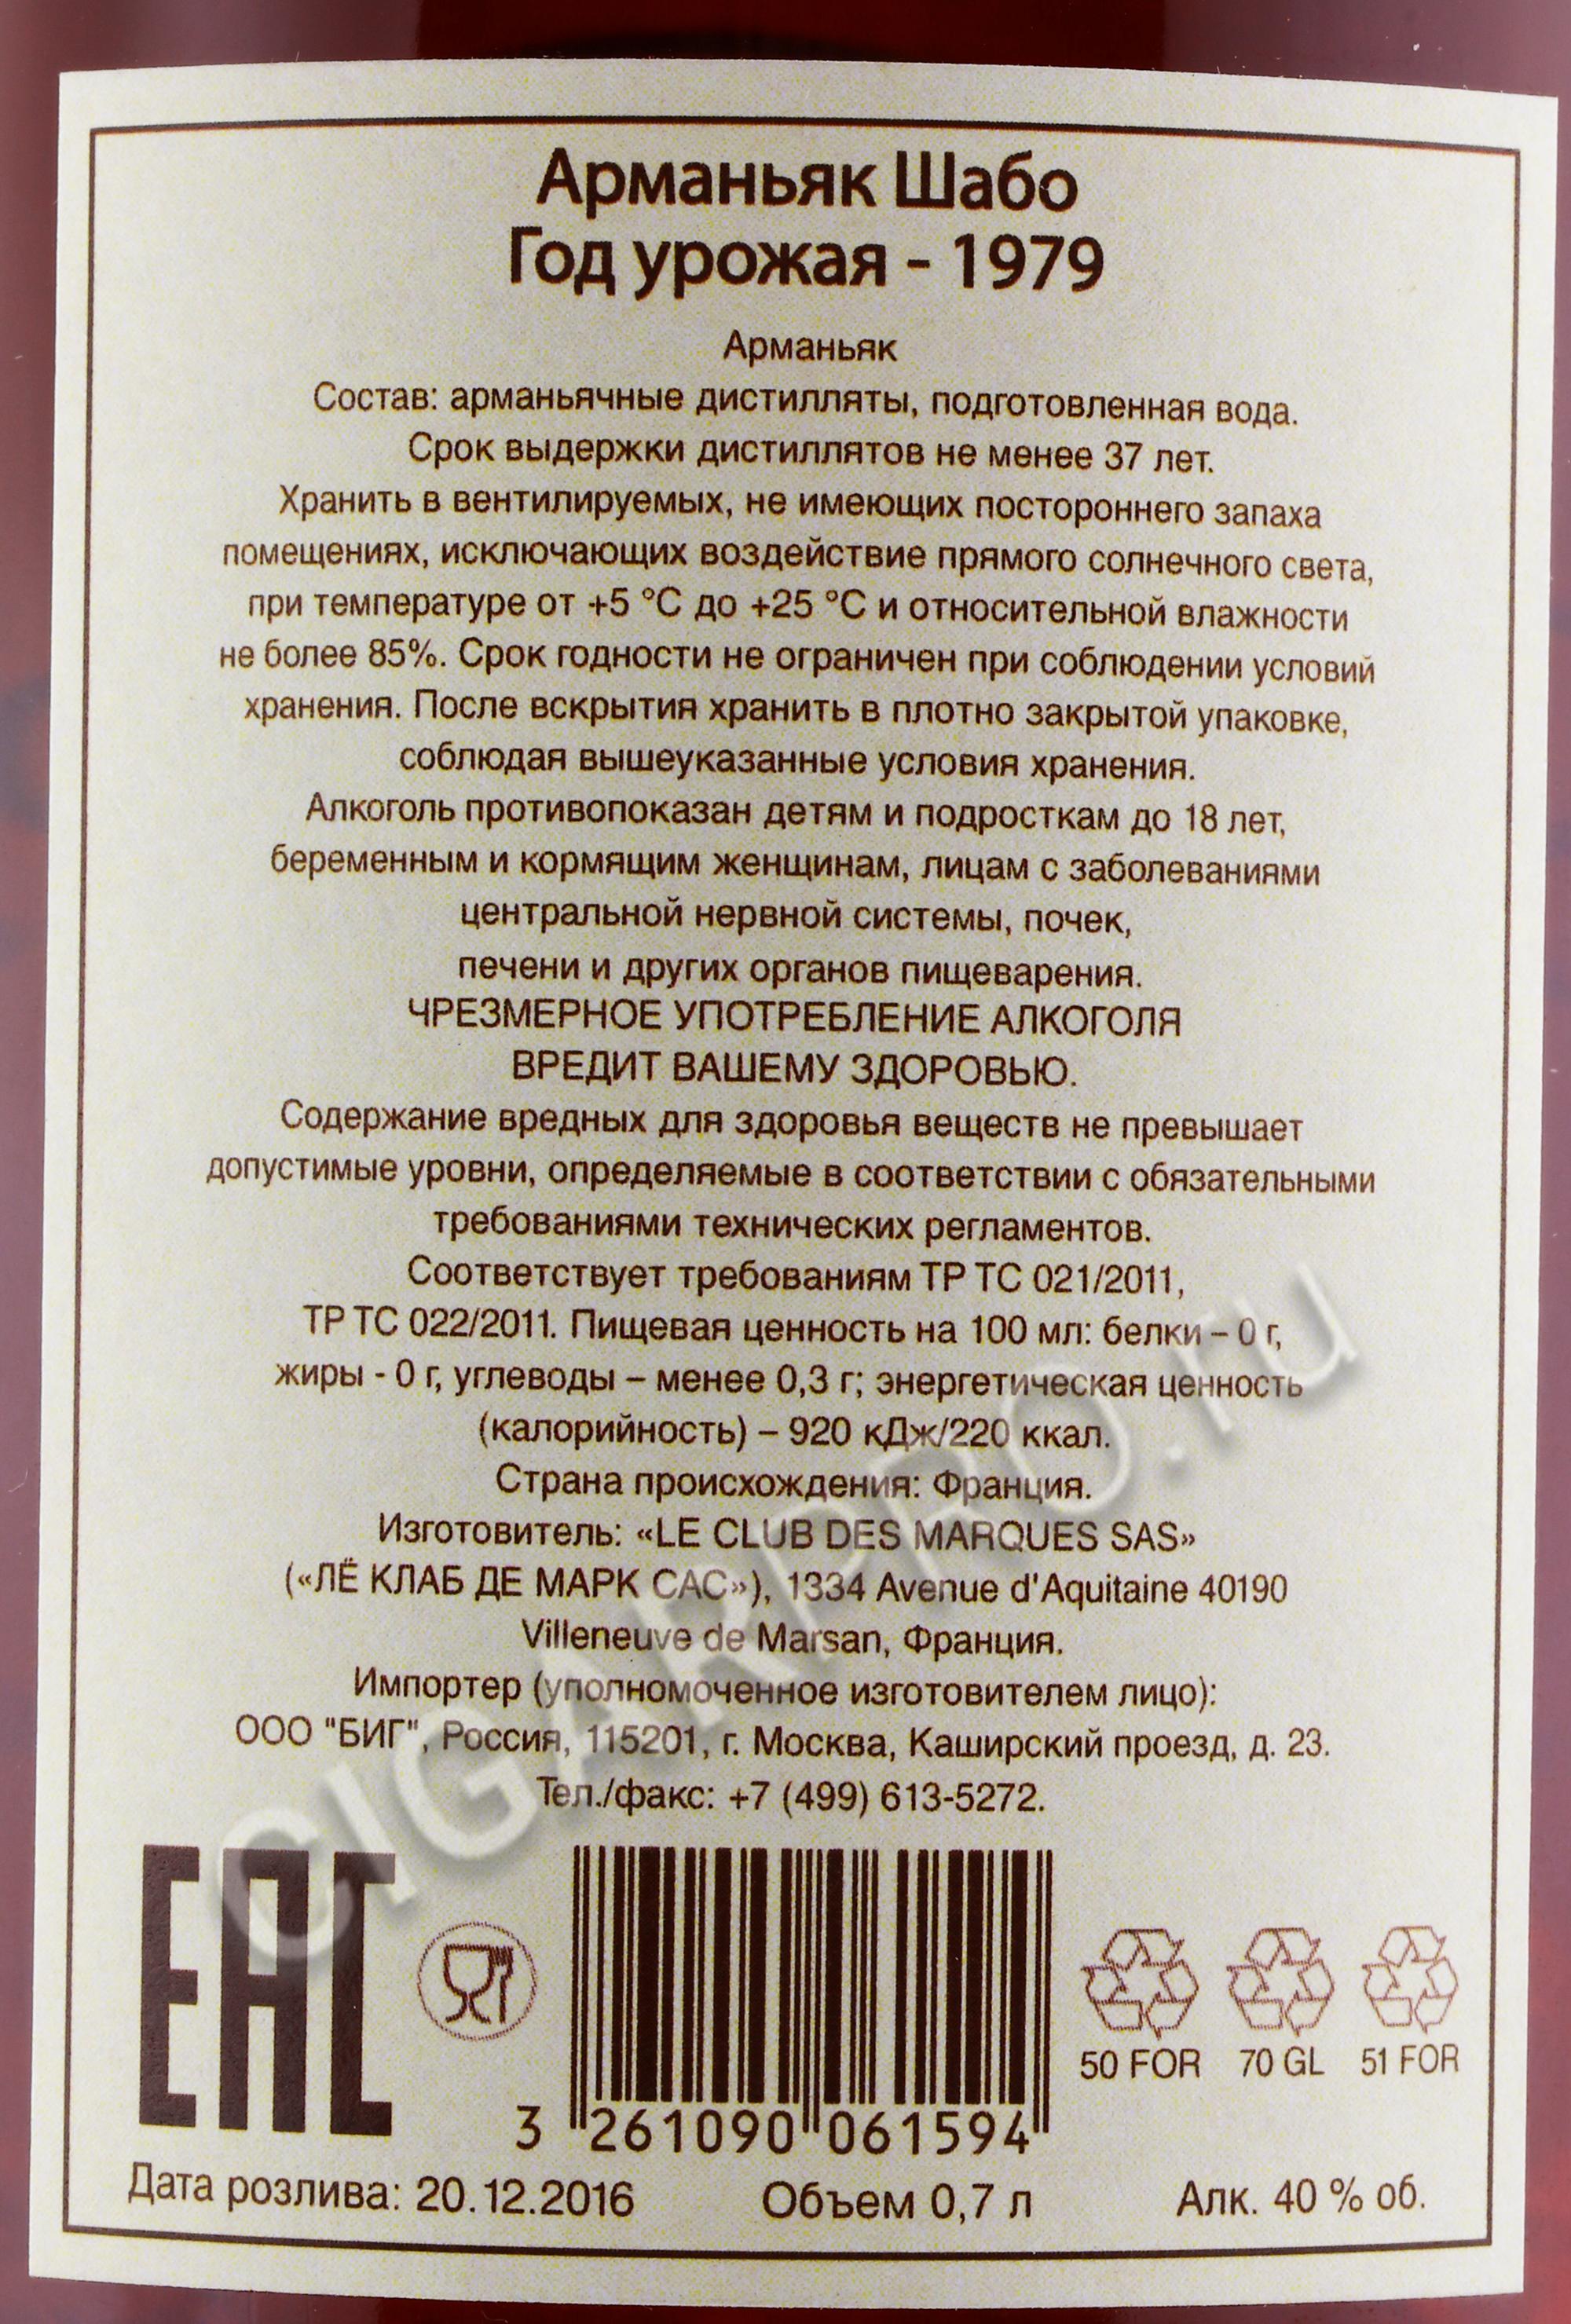 Арманьяк Шабо
Год урожая - 1979
Арманьяк
Состав: арманьячные дистилляты, подготовленная вода.
Срок выдержки дистиллятов не менее 37 лет.
Хранить в вентилируемых, не имеющих постороннего запаха
помещениях, исключающих воздействие прямого солнечного света,
при температуре от +5 °С до +25 °С и относительной влажности
не более 85%. Срок годности не ограничен при соблюдении условий
хранения. После вскрытия хранить в плотно закрытой упаковке,
соблюдая вышеуказанные условия хранения.
Алкоголь противопоказан детям и подросткам до 18 лет,
беременным и кормящим женщинам, лицам с заболеваниями
центральной нервной системы, почек,
печени и других органов пищеварения.
ЧРЕЗМЕРНОЕ УПОТРЕБЛЕНИЕ АЛКОГОЛЯ
ВРЕДИТ ВАШЕМУ ЗДОРОВЬЮ.
Содержание вредных для здоровья веществ не превышает
допустимые уровни, определяемые в соответствии с обязательными
требованиями технических регламентов.
Соответствует требованиям ТР ТС 021/2011,
ТР ТС 022/2011. Пищевая ценность на 100 мл: белки – 0 г,
жиры - 0 г, углеводы – менее 0,3 г; энергетическая ценность
(калорийность) – 920 кДж/220 ккал.
Страна происхождения: Франция.
Изготовитель: «LE CLUB DES MARQUES SAS»
(«ЛЁ КЛАБ ДЕ МАРК САС»), 1334 Avenue d'Aquitaine 40190
Villeneuve de Marsan, Франция.
Импортер (уполномоченное изготовителем лицо):
ООО "БИГ", Россия, 115201, г. Москва, Каширский проезд, д. 23.
Тел./факс: +7 (499) 613-5272.
CIGARPRO.ru
ЕАС
50 FOR 70 GL 51 FOR
3 261090 061594
Дата розлива: 20.12.2016 Объем 0,7 л Алк. 40 % об.